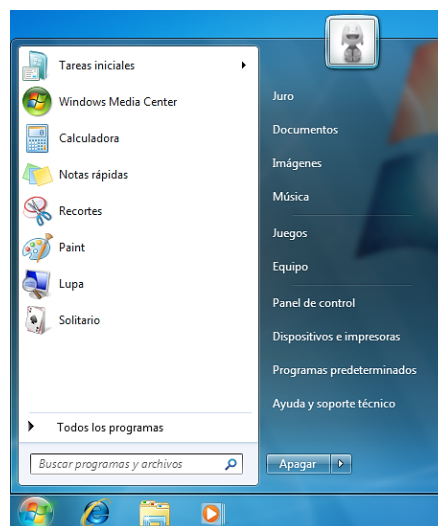 Tareas iniciales
Windows Media Center
Calculadora
Notas rápidas
Recortes
Paint
Lupa
Solitario
Todos los programas
Buscar programas y archivos
Juro
Documentos
Imágenes
Música
Juegos
Equipo
Panel de control
Dispositivos e impresoras
Programas predeterminados
Ayuda y soporte técnico
Apagar